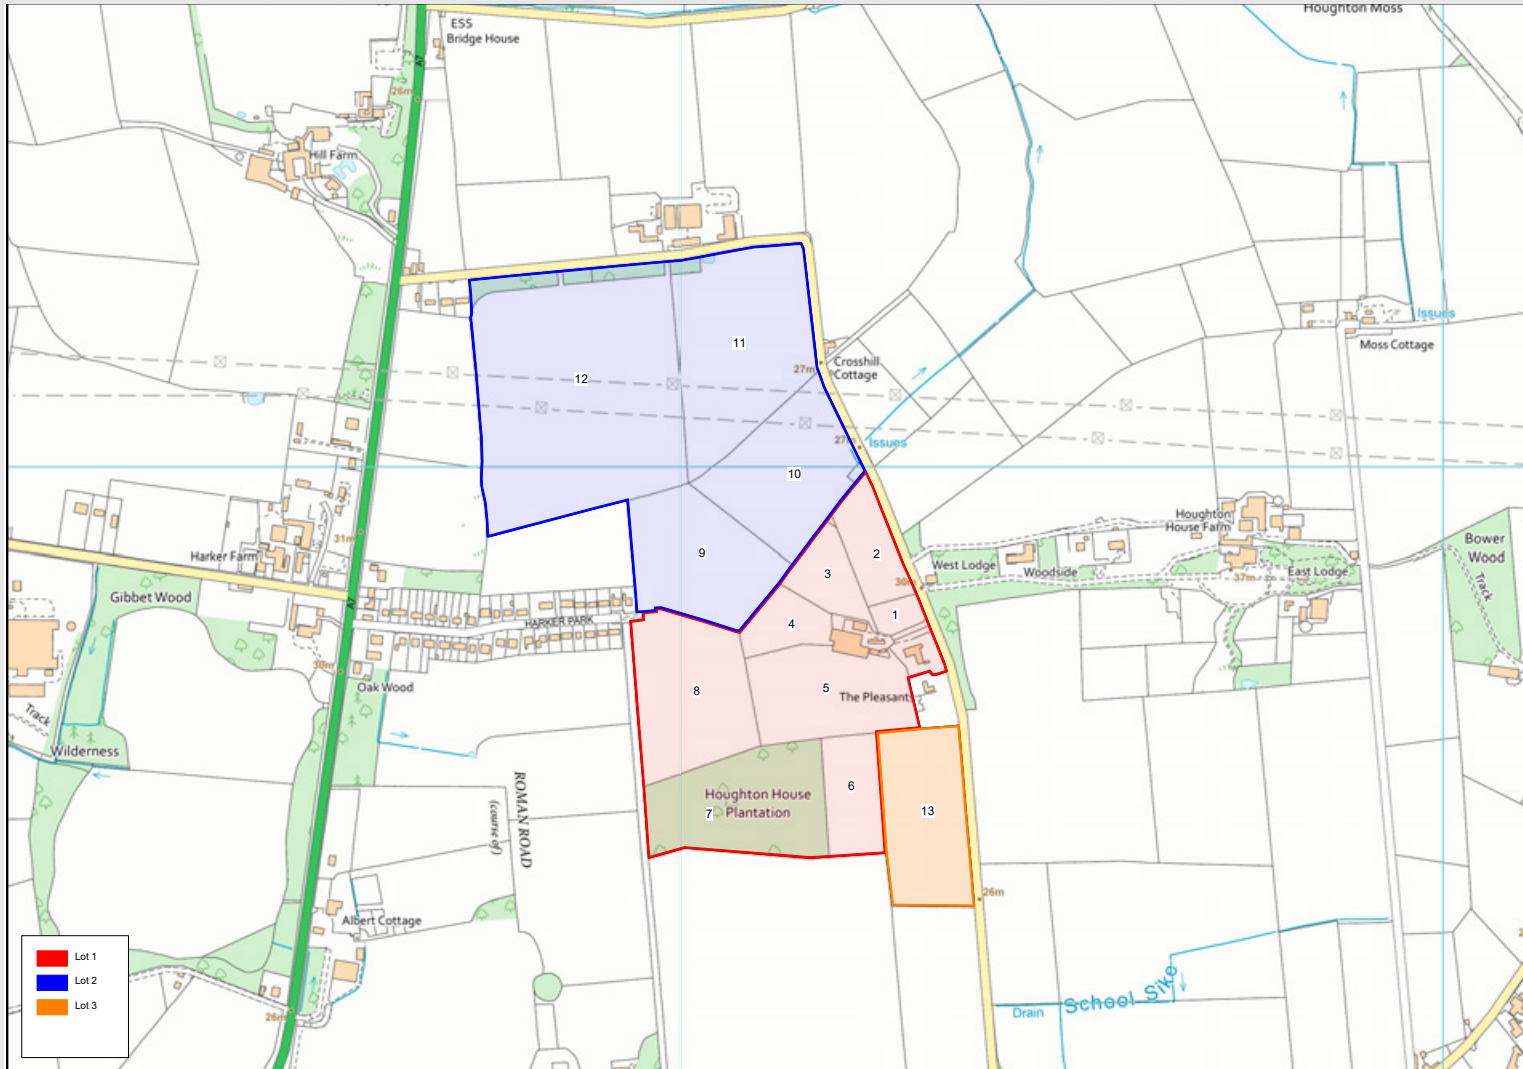 Houghton Moss
ESS
Bridge House
A7
26m
Hill Farm
Issues
Moss Cottage
11
12
27m
Crosshill
Cottage
27m
Issues
10
Houghton
House Farm
Bower
Wood
31m
Harker Farm
9
2
West Lodge
Woodside
East Lodge
37m
3
30m
Track
Gibbet Wood
A7
HARKER PARK
4
1
30m
Oak Wood
8
5
The Pleasants
Track
Wilderness
ROMAN ROAD
(course of)
6
Houghton House
Plantation
7
13
26m
Albert Cottage
School Sike
Drain
26m
Lot 1
Lot 2
Lot 3